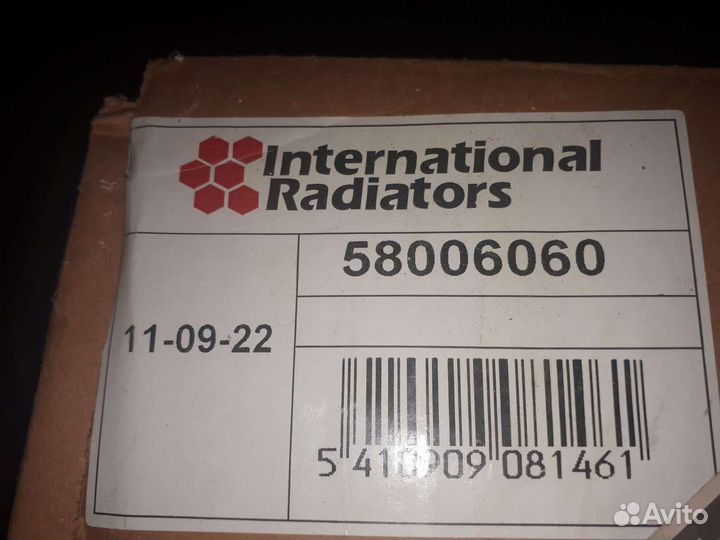 International
Radiators
58006060
11-09-22
5 410909 081461
Avito